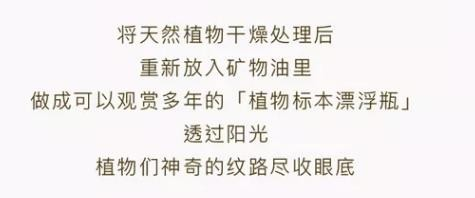 将天然植物干燥处理后
重新放入矿物油里
做成可以观赏多年的「植物标本漂浮瓶」
透过阳光
植物们神奇的纹路尽收眼底